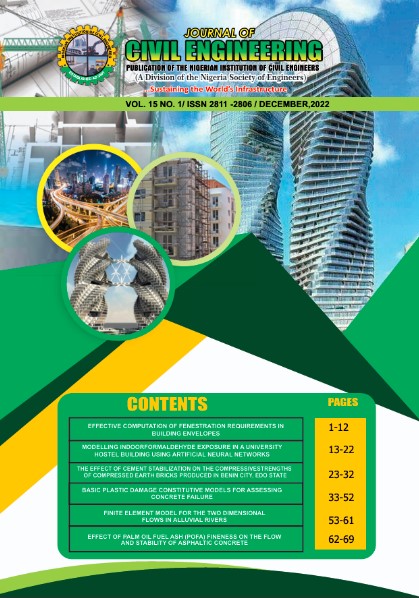 JOURNAL OF
CIVIL ENGINEERING
PUBLICATION OF THE NIGERIAN INSTITUTION OF CIVIL ENGINEERS
(A Division of the Nigeria Society of Engineers)
Sustaining the World's Infrastructure
VOL. 15 NO. 1/ ISSN 2811 -2806 / DECEMBER,2022
CONTENTS PAGES
EFFECTIVE COMPUTATION OF FENESTRATION REQUIREMENTS IN
BUILDING ENVELOPES
1-12
MODELLING INDOORFORMALDEHYDE EXPOSURE IN A UNIVERSITY
HOSTEL BUILDING USING ARTIFICIAL NEURAL NETWORKS
13-22
THE EFFECT OF CEMENT STABILIZATION ON THE COMPRESSIVESTRENGTHS
OF COMPRESSED EARTH BRICKS PRODUCED IN BENIN CITY, EDO STATE
23-32
BASIC PLASTIC DAMAGE CONSTITUTIVE MODELS FOR ASSESSING
CONCRETE FAILURE
33-52
FINITE ELEMENT MODEL FOR THE TWO DIMENSIONAL
FLOWS IN ALLUVIAL RIVERS
53-61
EFFECT OF PALM OIL FUEL ASH (POFA) FINENESS ON THE FLOW
AND STABILITY OF ASPHALTIC CONCRETE
62-69